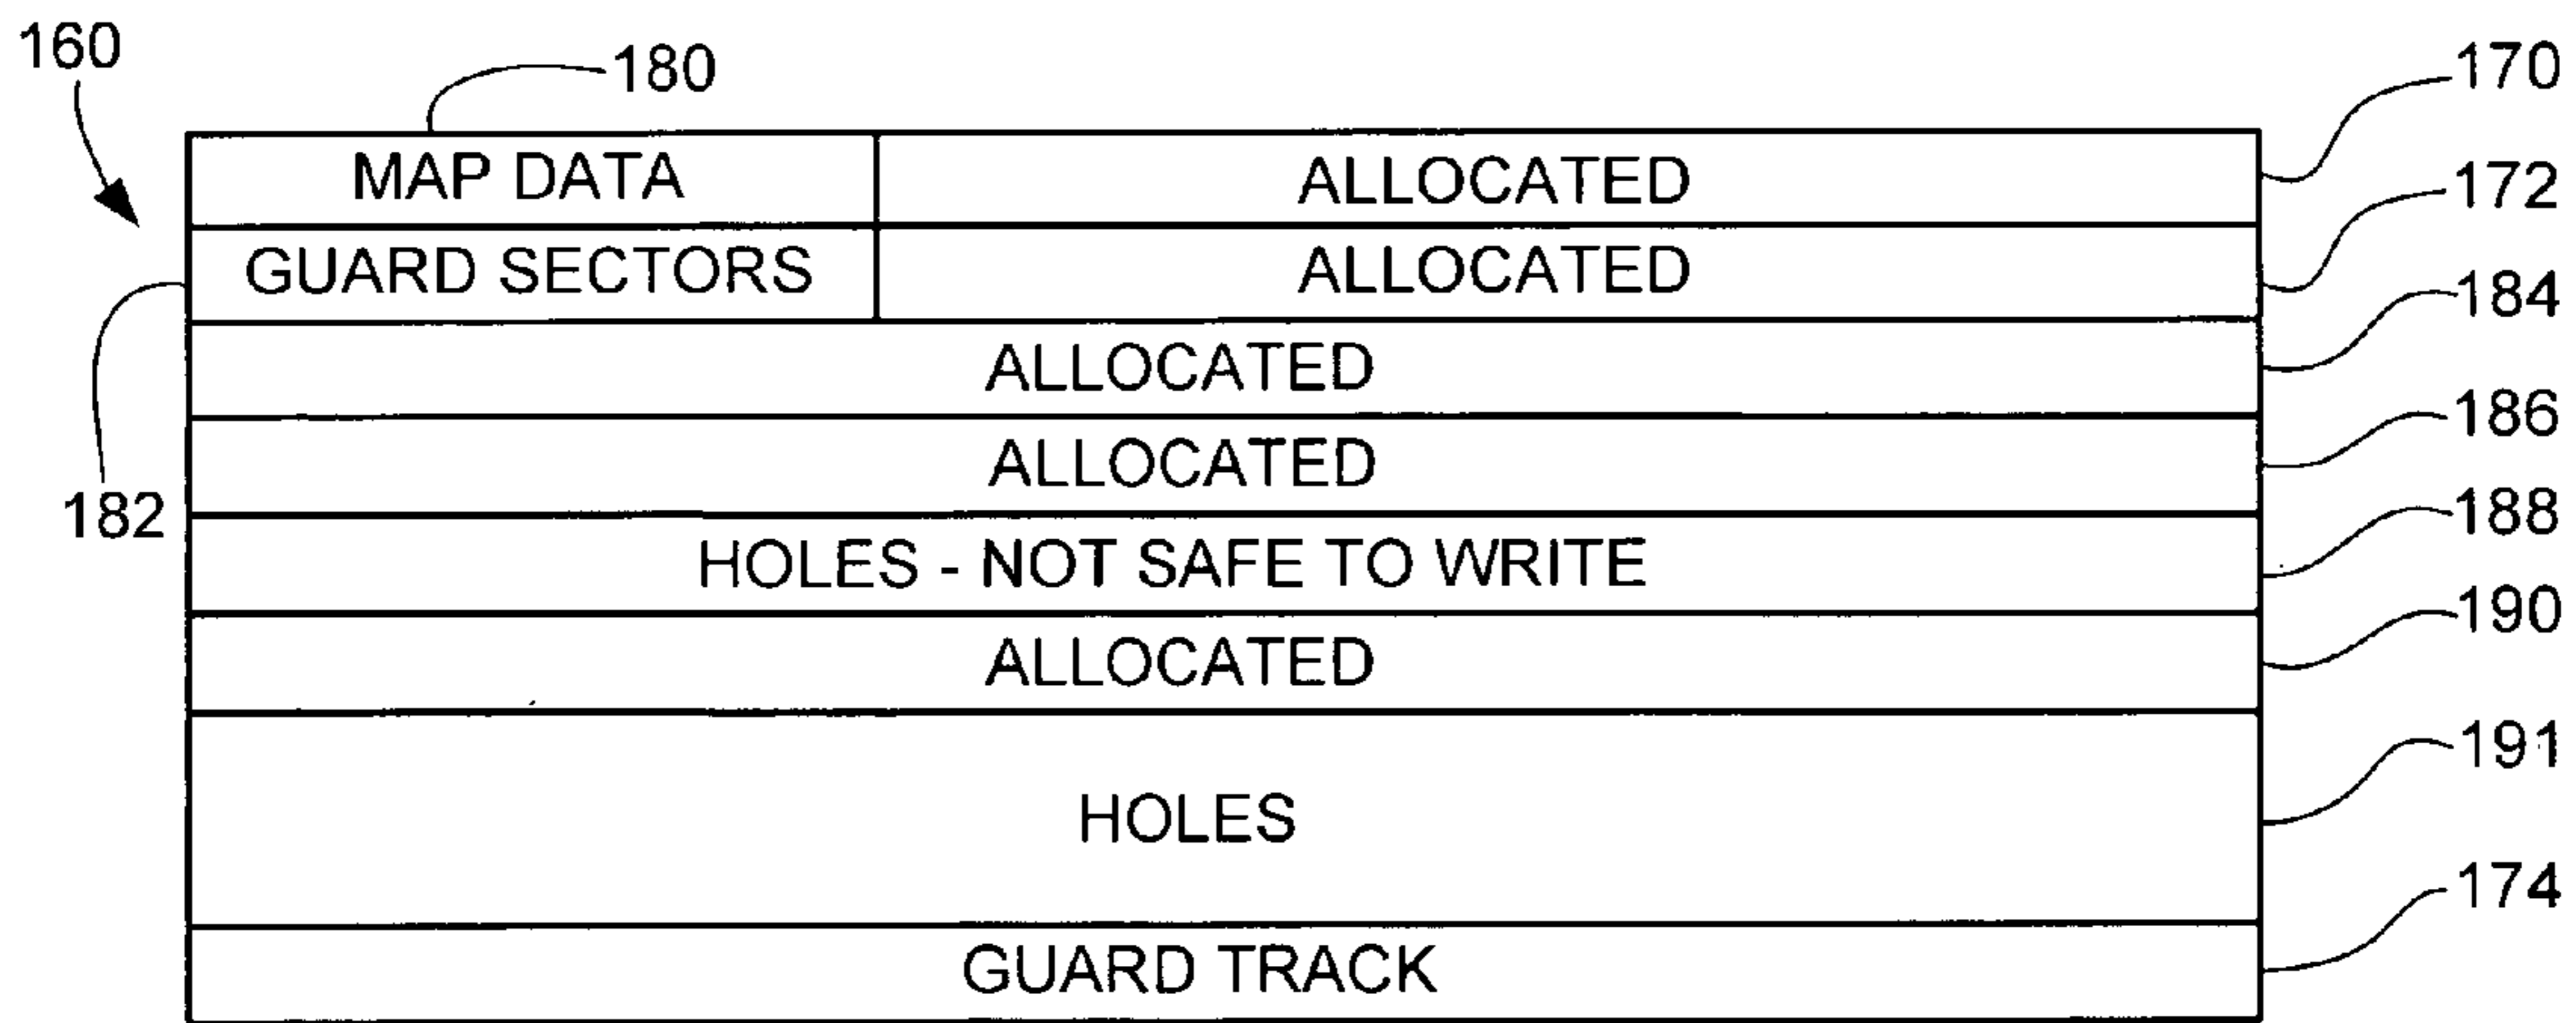 160
180
170
MAP DATA ALLOCATED
172
GUARD SECTORS ALLOCATED
184
ALLOCATED
186
ALLOCATED
182
188
HOLES - NOT SAFE TO WRITE
190
ALLOCATED
191
HOLES
174
GUARD TRACK